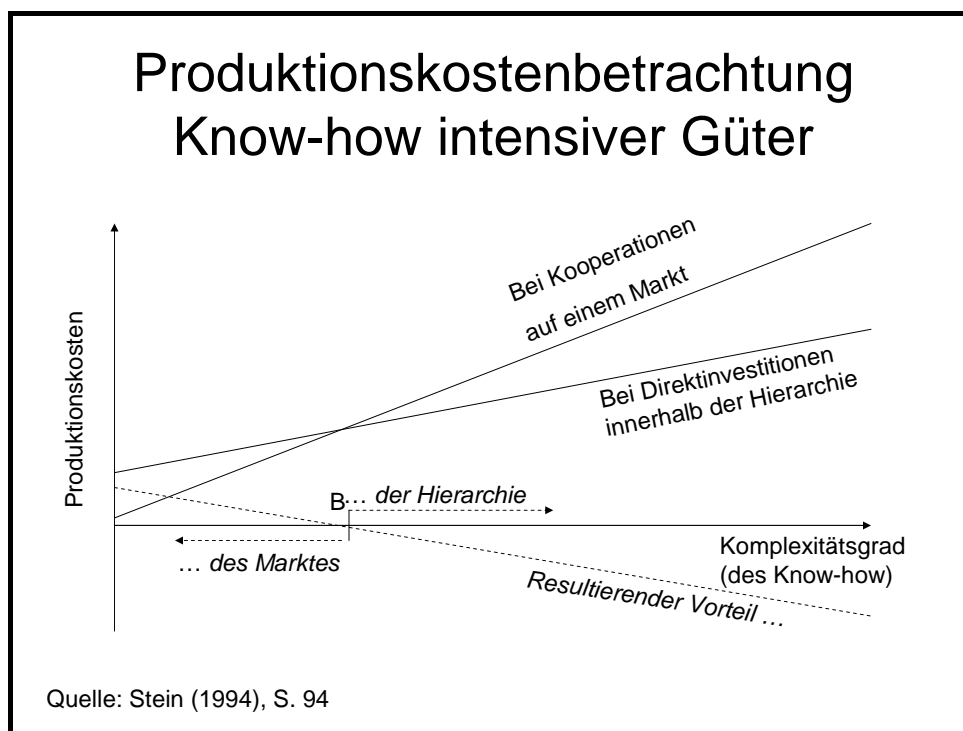 Produktionskostenbetrachtung
Know-how intensiver Güter
Produktionskosten
Bei Kooperationen
auf einem Markt
Bei Direktinvestitionen
innerhalb der Hierarchie
B
… der Hierarchie
… des Marktes
Komplexitätsgrad
(des Know-how)
Resultierender Vorteil …
Quelle: Stein (1994), S. 94